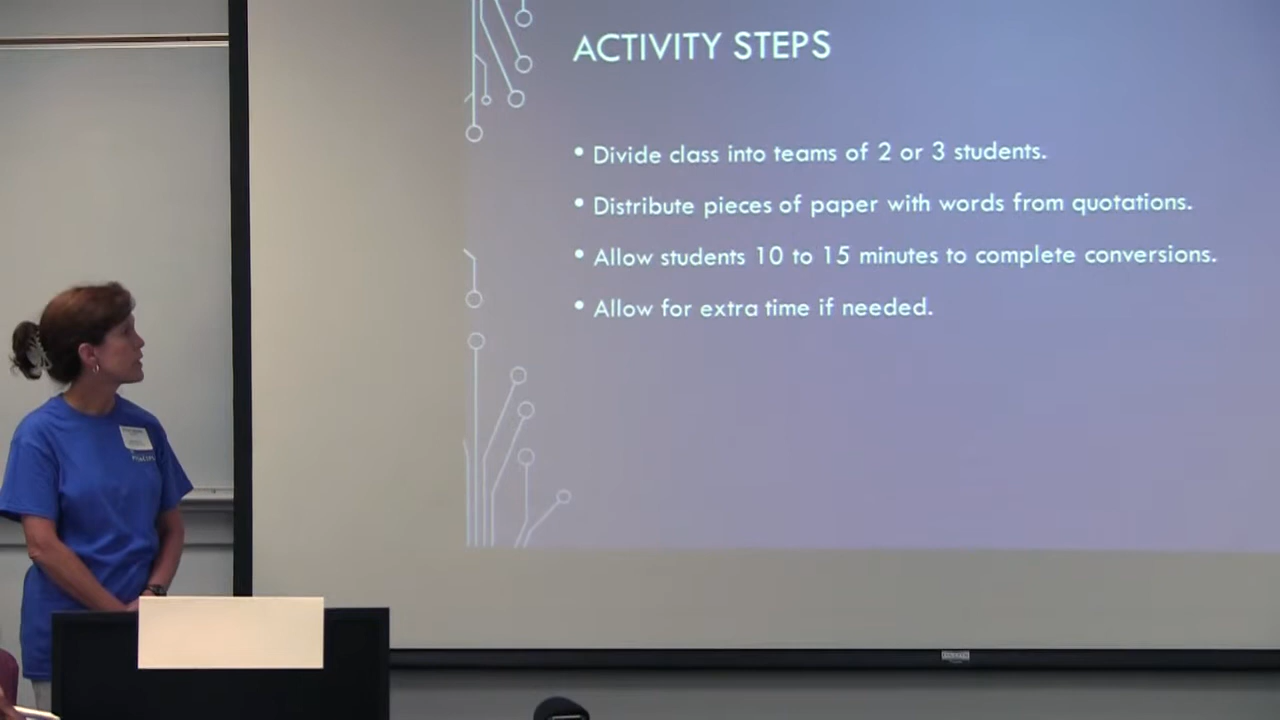 ACTIVITY STEPS
• Divide class into teams of 2 or 3 students.
• Distribute pieces of paper with words from quotations.
• Allow students 10 to 15 minutes to complete conversions.
• Allow for extra time if needed.